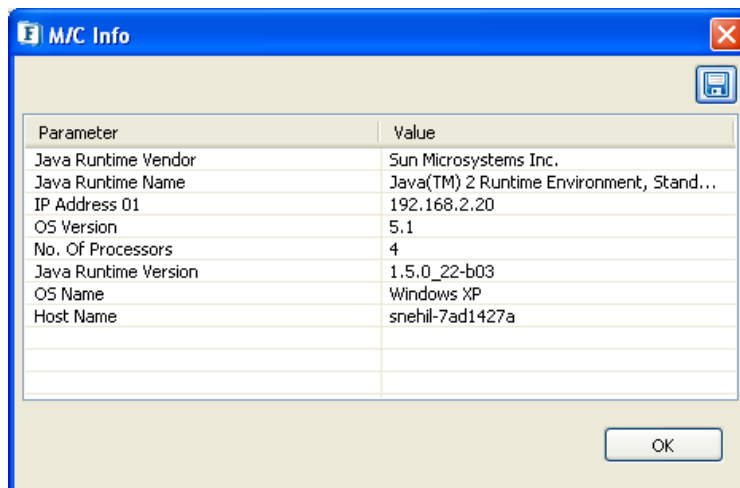 M/C Info
Parameter Value
Java Runtime Vendor Sun Microsystems Inc.
Java Runtime Name Java(TM) 2 Runtime Environment, Stand...
IP Address 01 192.168.2.20
OS Version 5.1
No. Of Processors 4
Java Runtime Version 1.5.0_22-b03
OS Name Windows XP
Host Name snehil-7ad1427a
OK